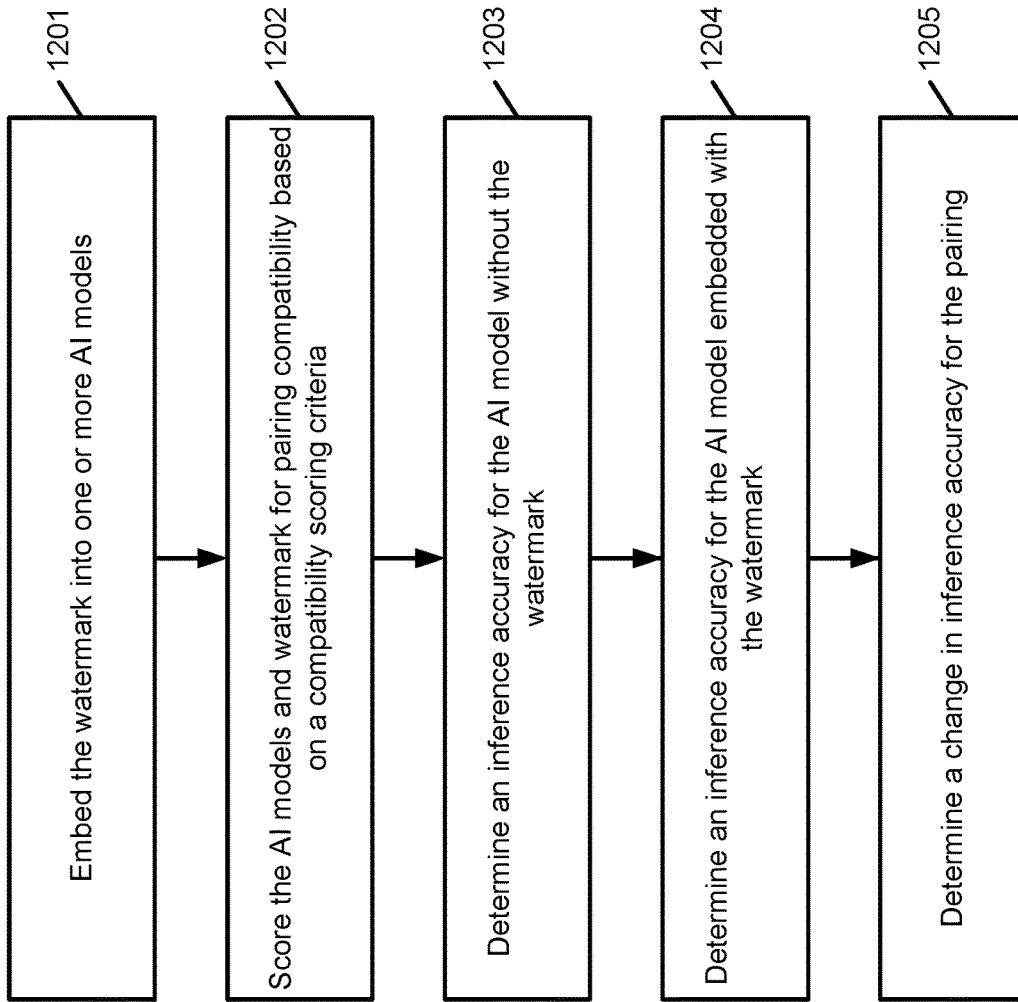 1201
Embed the watermark into one or more AI models
1202
Score the AI models and watermark for pairing compatibility based
on a compatibility scoring criteria
1203
Determine an inference accuracy for the AI model without the
watermark
1204
Determine an inference accuracy for the AI model embedded with
the watermark
1205
Determine a change in inference accuracy for the pairing